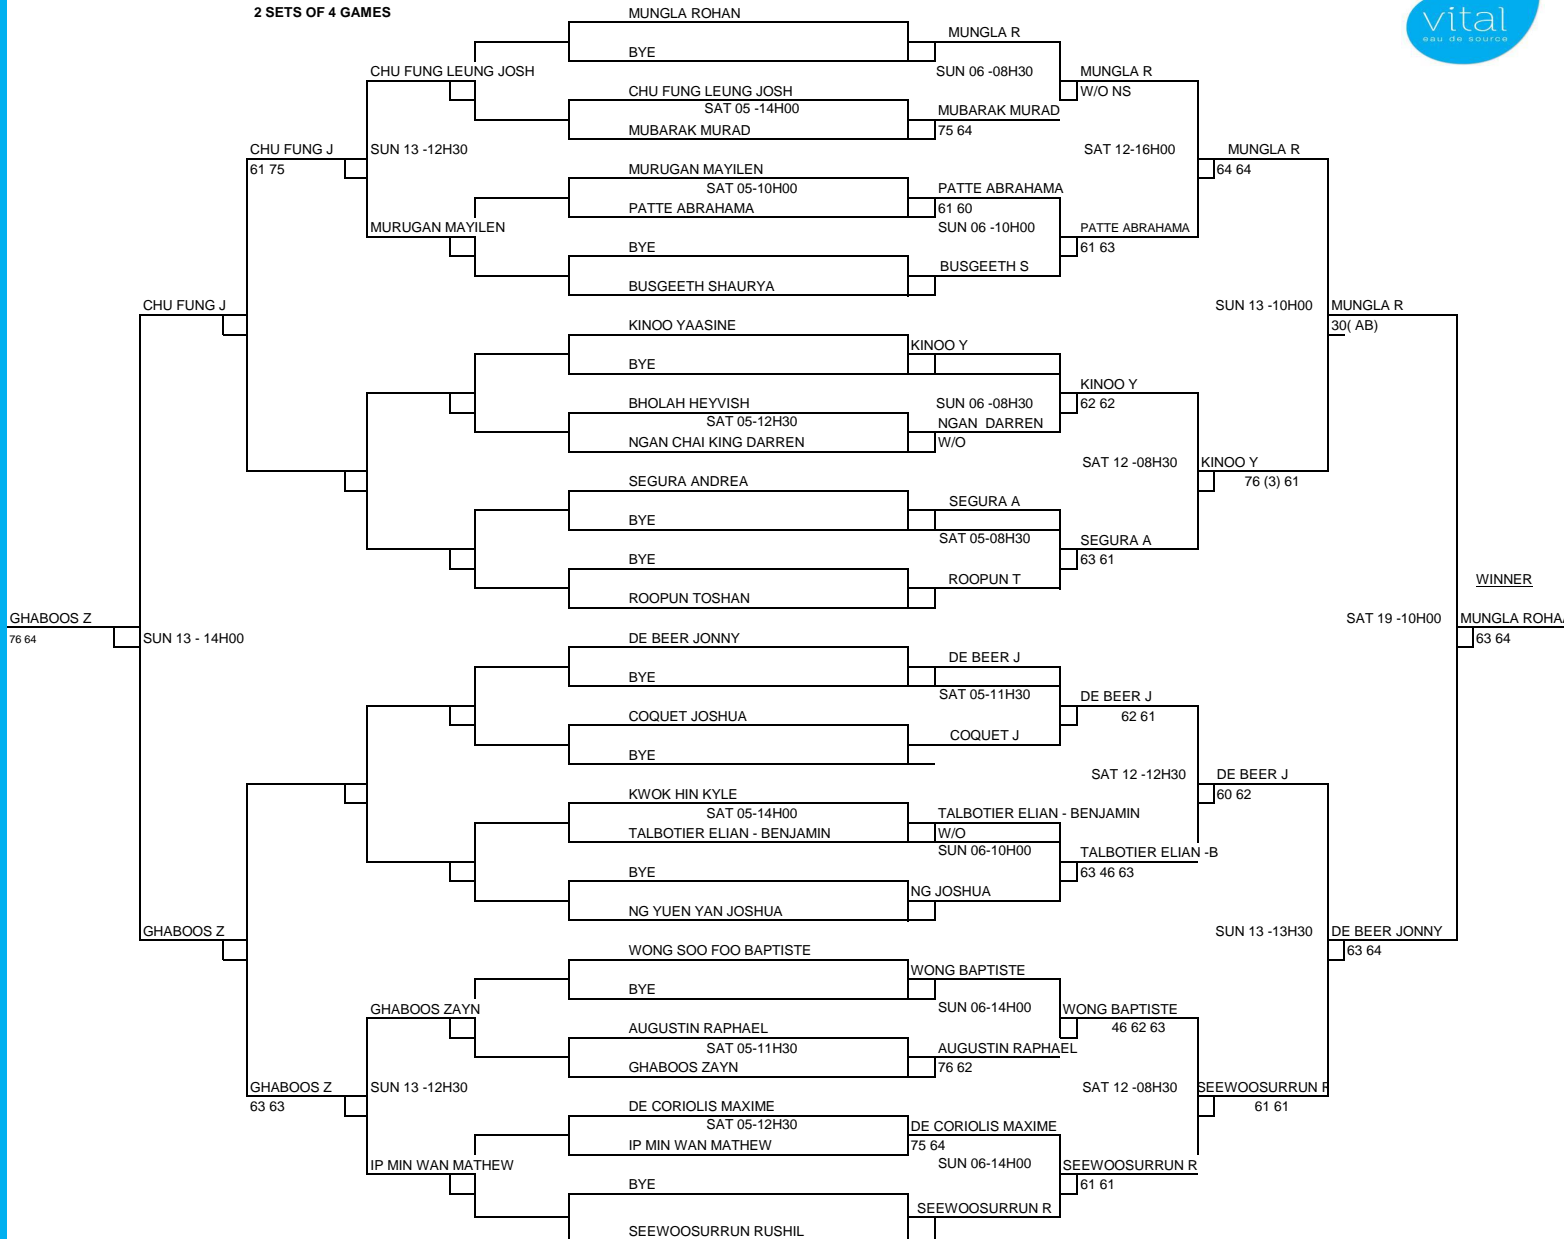 2 SETS OF 4 GAMES
vital
eau de source
MUNGLA ROHAN
MUNGLA R
BYE
CHU FUNG LEUNG JOSH
SUN 06 -08H30
MUNGLA R
CHU FUNG LEUNG JOSH
W/O NS
SAT 05 -14H00
MUBARAK MURAD
MUBARAK MURAD
75 64
CHU FUNG J
SUN 13 -12H30
SAT 12-16H00
MUNGLA R
61 75
MURUGAN MAYILEN
64 64
SAT 05-10H00
PATTE ABRAHAMA
PATTE ABRAHAMA
61 60
MURUGAN MAYILEN
SUN 06 -10H00
PATTE ABRAHAMA
BYE
61 63
BUSGEETH S
BUSGEETH SHAURYA
CHU FUNG J
SUN 13 -10H00
MUNGLA R
KINOO YAASINE
30( AB)
KINOO Y
BYE
KINOO Y
BHOLAH HEYVISH
SUN 06 -08H30
62 62
SAT 05-12H30
NGAN  DARREN
NGAN CHAI KING DARREN
W/O
SAT 12 -08H30
KINOO Y
SEGURA ANDREA
76 (3) 61
SEGURA A
BYE
SAT 05-08H30
SEGURA A
BYE
63 61
ROOPUN T
WINNER
ROOPUN TOSHAN
GHABOOS Z
SAT 19 -10H00
MUNGLA ROHA
76 64
SUN 13 - 14H00
DE BEER JONNY
63 64
DE BEER J
BYE
SAT 05-11H30
DE BEER J
COQUET JOSHUA
62 61
COQUET J
BYE
SAT 12 -12H30
DE BEER J
KWOK HIN KYLE
60 62
SAT 05-14H00
TALBOTIER ELIAN - BENJAMIN
TALBOTIER ELIAN - BENJAMIN
W/O
SUN 06-10H00
TALBOTIER ELIAN -B
BYE
63 46 63
NG JOSHUA
NG YUEN YAN JOSHUA
GHABOOS Z
SUN 13 -13H30
DE BEER JONNY
WONG SOO FOO BAPTISTE
63 64
WONG BAPTISTE
BYE
GHABOOS ZAYN
SUN 06-14H00
WONG BAPTISTE
AUGUSTIN RAPHAEL
46 62 63
SAT 05-11H30
AUGUSTIN RAPHAEL
GHABOOS ZAYN
76 62
GHABOOS Z
SUN 13 -12H30
SAT 12 -08H30
SEEWOOSURRUN R
63 63
DE CORIOLIS MAXIME
61 61
SAT 05-12H30
DE CORIOLIS MAXIME
IP MIN WAN MATHEW
75 64
IP MIN WAN MATHEW
SUN 06-14H00
SEEWOOSURRUN R
BYE
61 61
SEEWOOSURRUN R
SEEWOOSURRUN RUSHIL